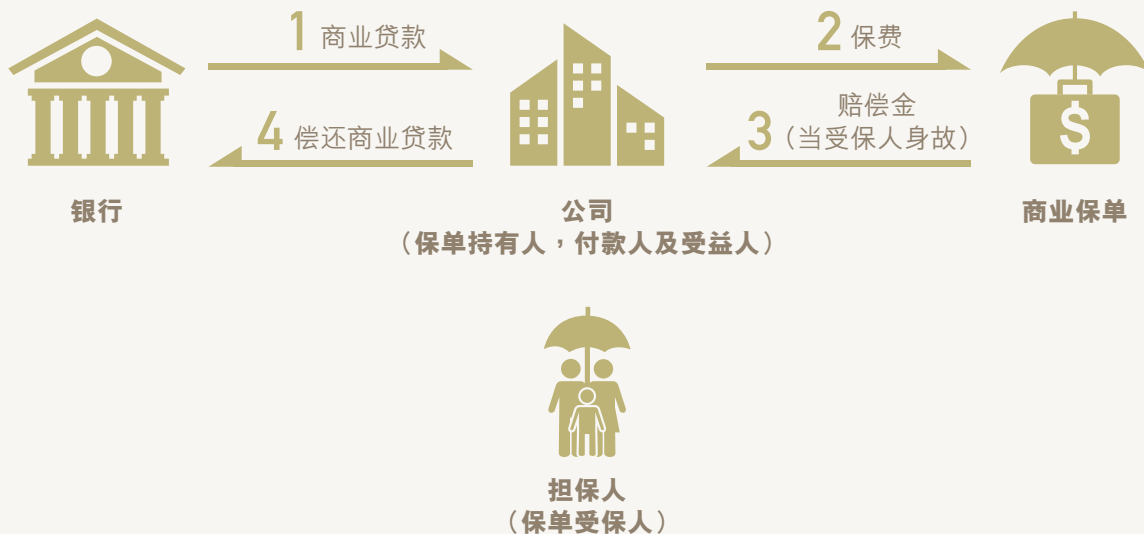 1 商业贷款
2 保费
4 偿还商业贷款
赔偿金
3 （当受保人身故）
$
银行
公司
（保单持有人，付款人及受益人）
商业保单
担保人
（保单受保人）